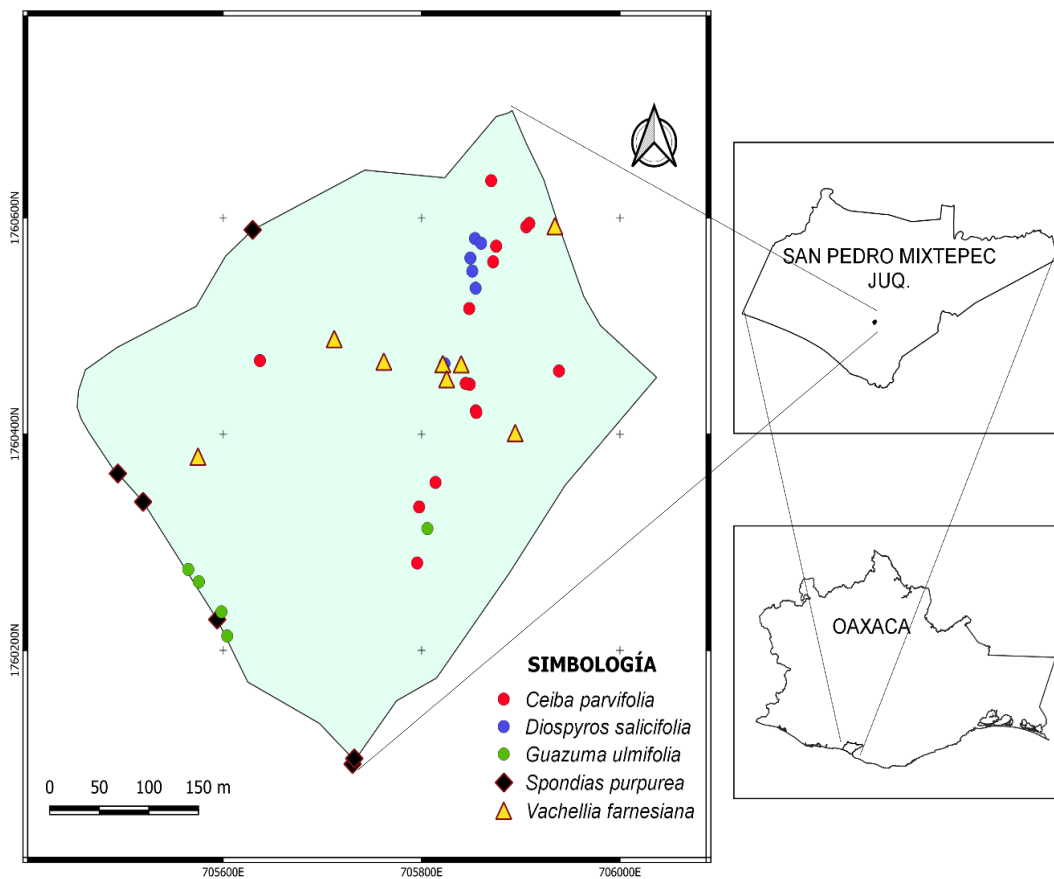 1760600N
1760400N
1760200N
705600E
705800E
706000E
SIMBOLOGÍA
Ceiba parvifolia
Diospyros salicifolia
Guazuma ulmifolia
Spondias purpurea
Vachellia farnesiana
0 50 100 150 m
SAN PEDRO MIXTEPEC
JUQ.
OAXACA